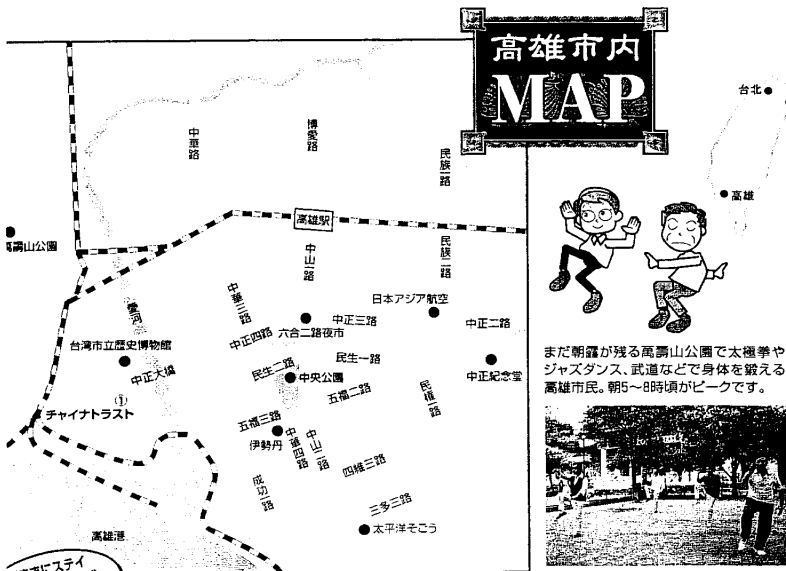 高雄市内
MAP
台北
高雄
中華路
博愛路
民族一路
高雄駅
萬壽山公園
中山一路
民族二路
愛河
中華三路
日本アジア航空
六合二路夜市
中正三路
中正二路
中正四路
台湾市立歴史博物館
中正大橋
民生二路
民生一路
中央公園
中正紀念堂
五福二路
民権一路
①
チャイナトラスト
五福三路
伊勢丹
中華四路
中山二路
四維三路
成功一路
三多三路
太平洋そごう
高雄港
にステイ
まだ朝露が残る萬壽山公園で太極拳や
ジャズダンス、武道などで身体を鍛える
高雄市民。朝5〜8時頃がピークです。